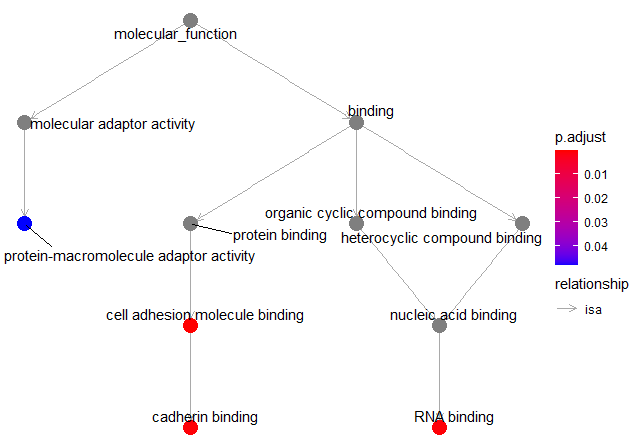 molecular_function
molecular adaptor activity
binding
organic cyclic compound binding
protein binding
heterocyclic compound binding
protein-macromolecule adaptor activity
cell adhesion molecule binding
nucleic acid binding
cadherin binding
RNA binding
p.adjust
0.01
0.02
0.03
0.04
relationship
isa